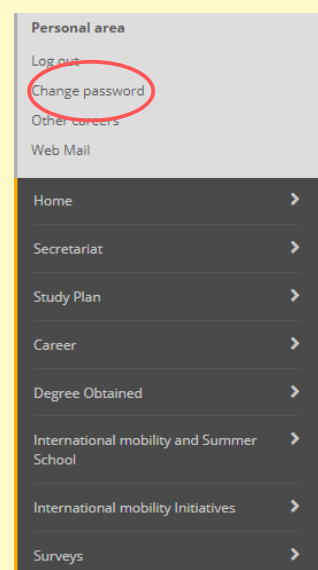 Personal area
Log out
Change password
Other careers
Web Mail
Home
Secretariat
Study Plan
Career
Degree Obtained
International mobility and Summer
School
International mobility Initiatives
Surveys